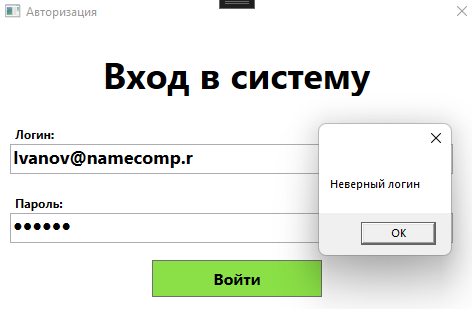 Авторизация
Вход в систему
Логин:
Ivanov@namecomp.r
Неверный логин
Пароль:
●●●●●●
OK
Войти